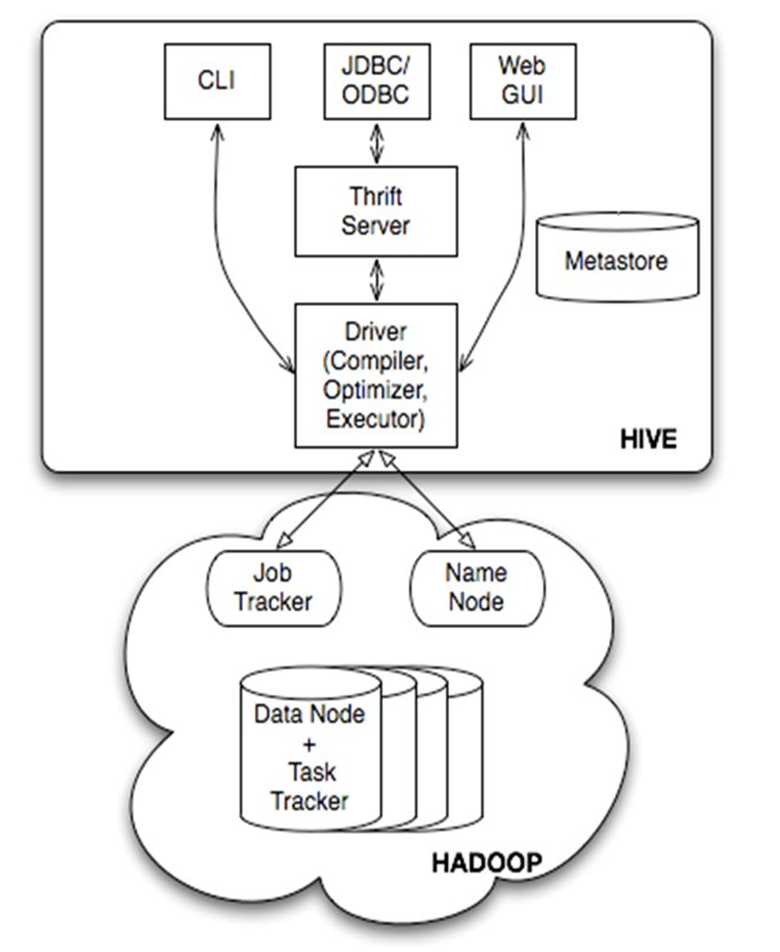 CLI
JDBC/
ODBC
Web
GUI
Thrift
Server
Metastore
Driver
(Compiler,
Optimizer,
Executor)
HIVE
Job
Tracker
Name
Node
Data Node
+
Task
Tracker
HADOOP